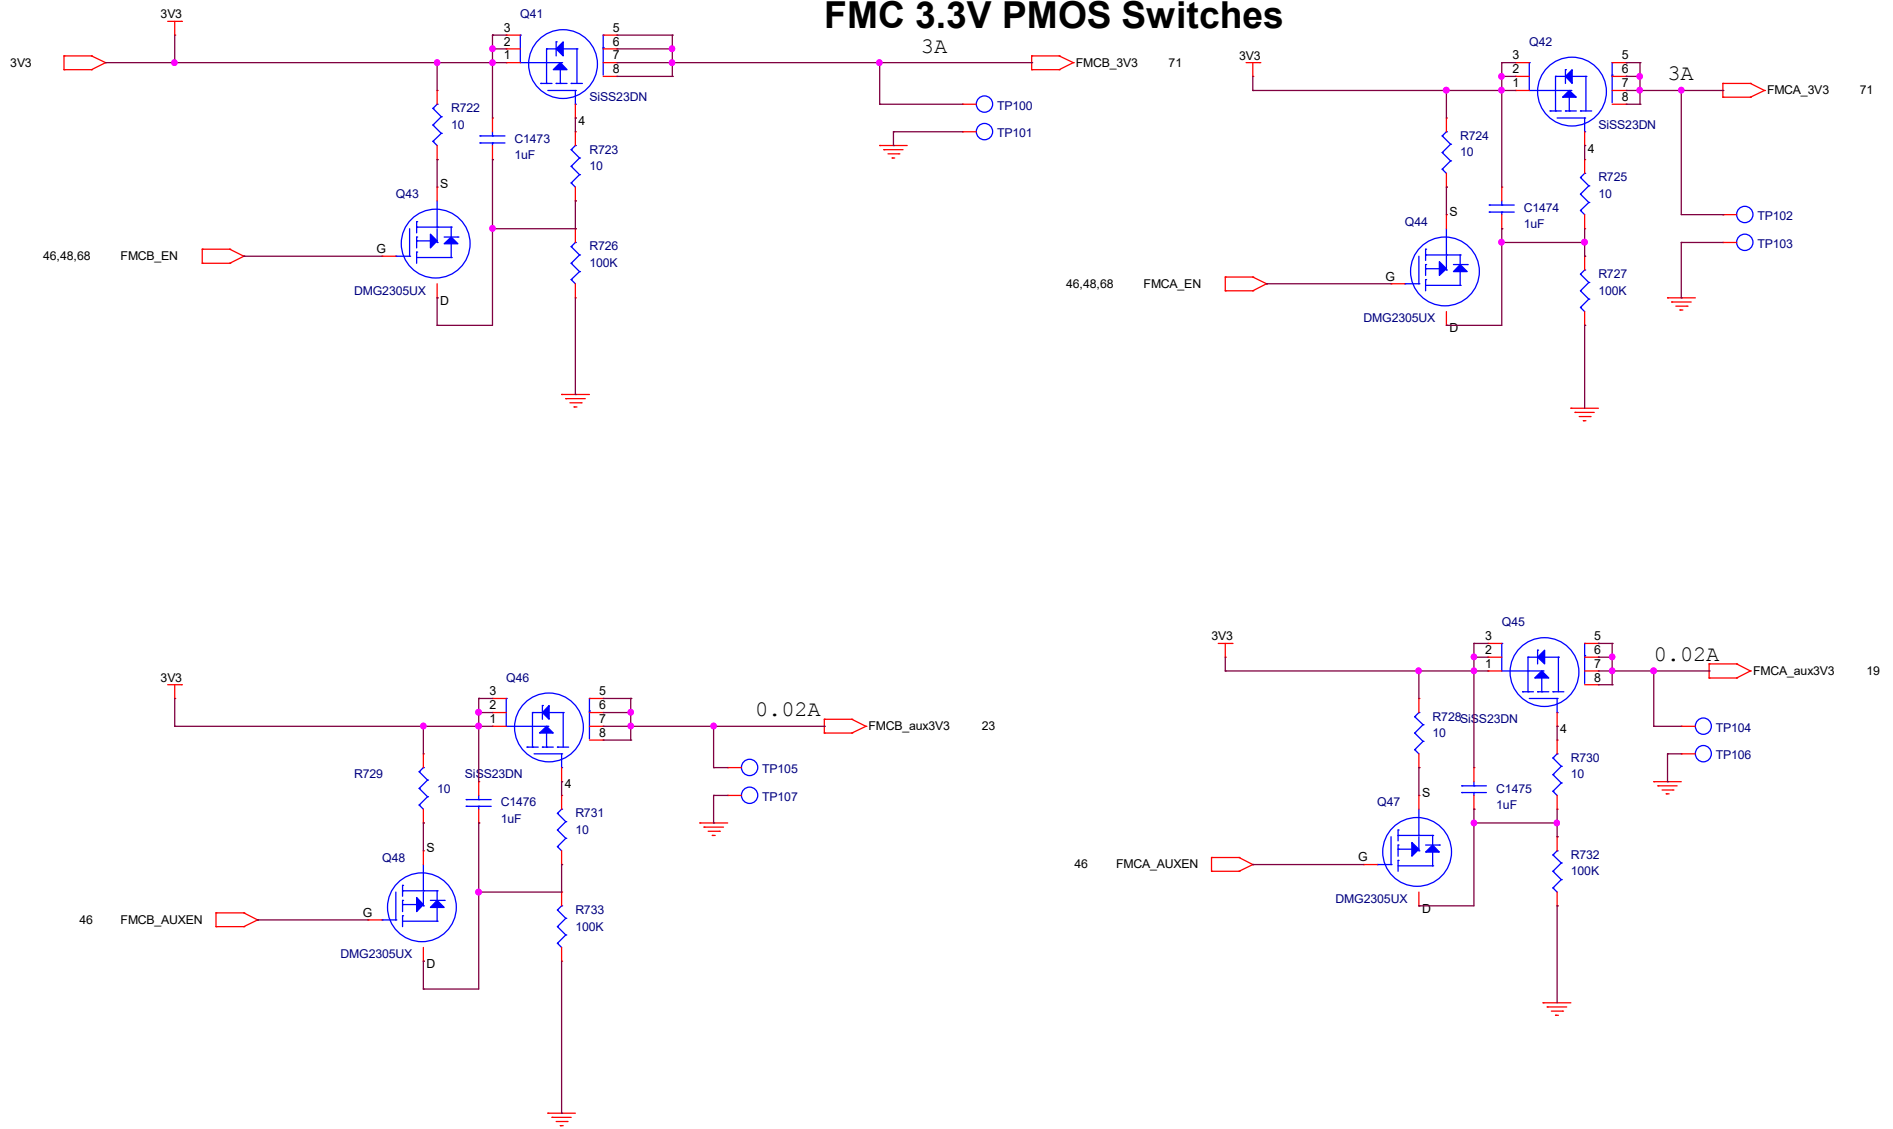 FMC 3.3V PMOS Switches
3V3
Q41
3V3
3
2
1
5
6
7
8
3A
FMCB_3V3 71
SiSS23DN
4
R722
10
C1473
1uF
R723
10
TP100
TP101
Q43
S
G
D
46,48,68 FMCB_EN
DMG2305UX
R726
100K
3V3
Q42
3
2
1
5
6
7
8
3A
FMCA_3V3 71
SiSS23DN
4
R724
10
C1474
1uF
R725
10
TP102
TP103
Q44
S
G
D
46,48,68 FMCA_EN
DMG2305UX
R727
100K
3V3
Q46
3
2
1
5
6
7
8
0.02A
FMCB_aux3V3 23
SiSS23DN
4
R729
10
C1476
1uF
R731
10
TP105
TP107
Q48
S
G
D
46 FMCB_AUXEN
DMG2305UX
R733
100K
3V3
Q45
3
2
1
5
6
7
8
0.02A
FMCA_aux3V3 19
R728
10
SiSS23DN
4
C1475
1uF
R730
10
TP104
TP106
Q47
S
G
D
46 FMCA_AUXEN
DMG2305UX
R732
100K